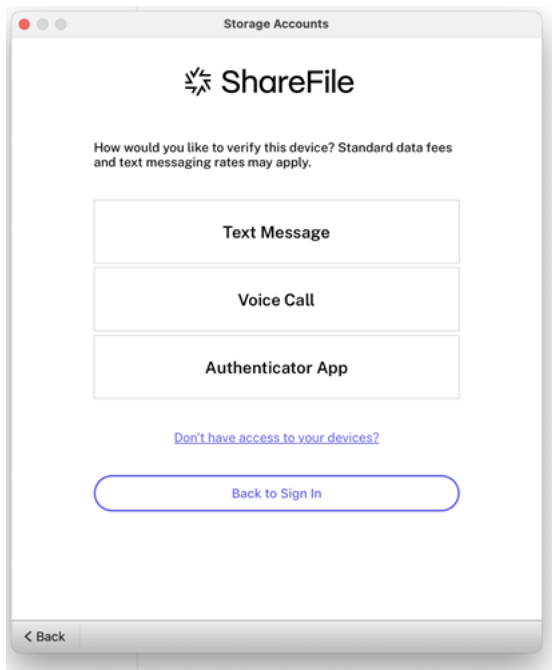 Storage Accounts
ShareFile
How would you like to verify this device? Standard data fees
and text messaging rates may apply.
Text Message
Voice Call
Authenticator App
Don't have access to your devices?
Back to Sign In
Back